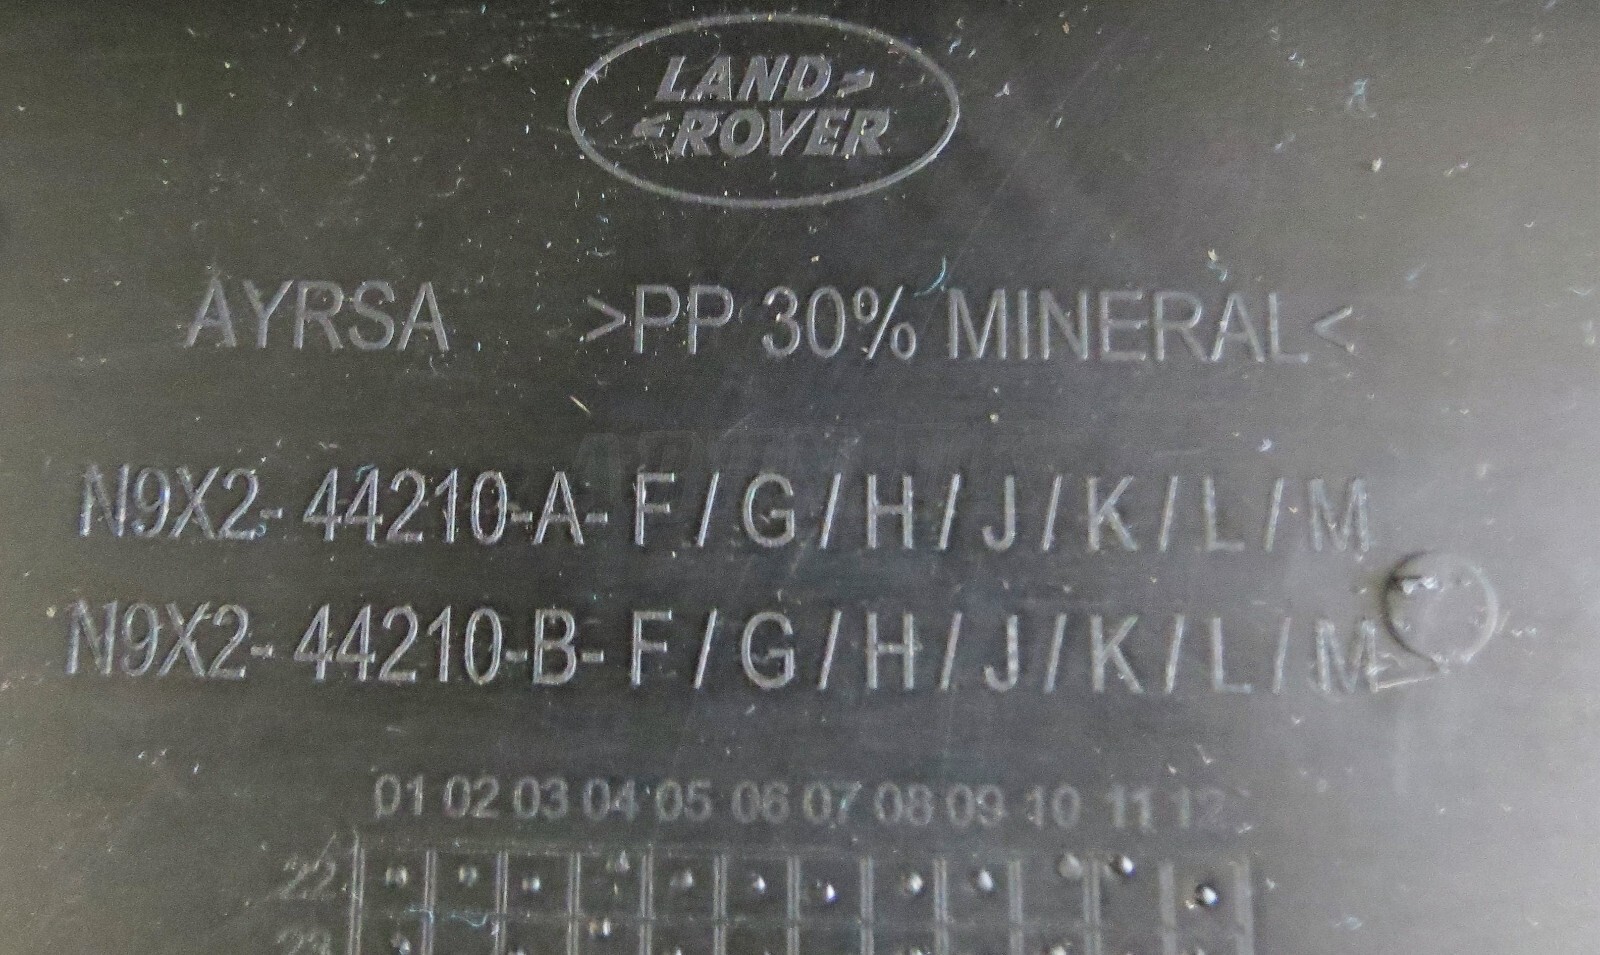 LAND
ROVER
AYRSA >PP 30% MINERAL<
N9X2-44210-A-F/G/H/J/K/L/M
N9X2-44210-B-F/G/H/J/K/L/M
01 02 03 04 05 06 07 08 09 10 11 12
22
23